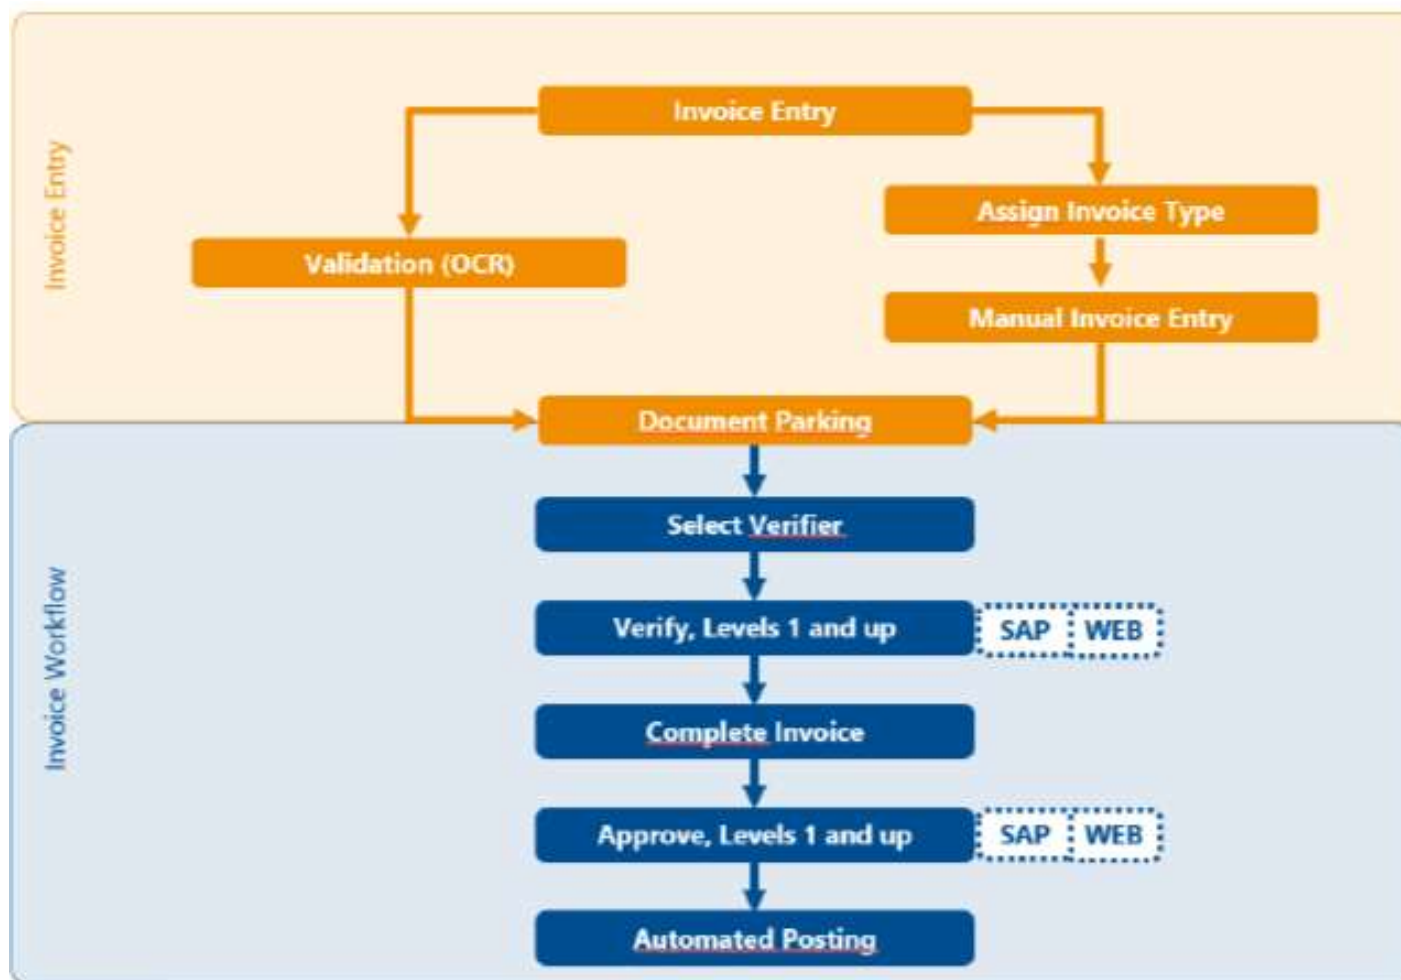 Invoice Entry
Invoice Entry
Assign Invoice Type
Validation (OCR)
Manual Invoice Entry
Document Parking
Invoice Workflow
Select Verifier
Verify, Levels 1 and up
SAP
WEB
Complete Invoice
Approve, Levels 1 and up
SAP
WEB
Automated Posting